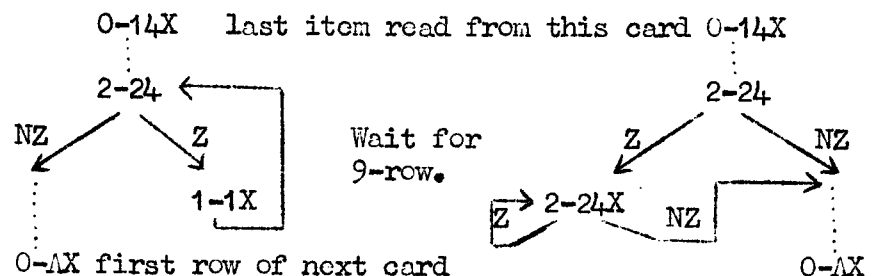 0-14X last item read from this card 0-14X
2-24 2-24
NZ Z Wait for Z NZ
9-row.
1-1X Z 2-24X NZ
0-ΛX first row of next card 0-ΛX